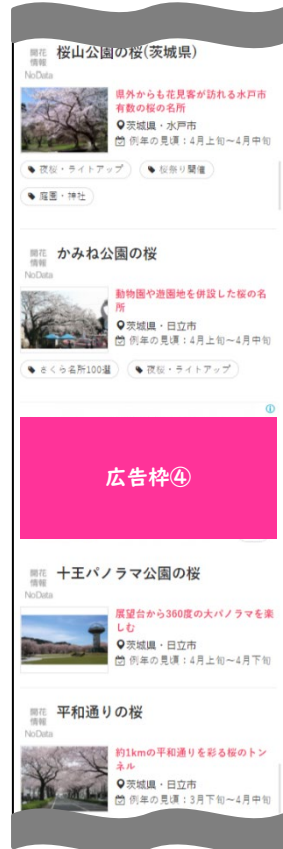 開花
情報
NoData
桜山公園の桜(茨城県)
県外からも花見客が訪れる水戸市
有数の桜の名所
茨城県・水戸市
例年の見頃：4月上旬～4月中旬
夜桜・ライトアップ
桜祭り開催
庭園・神社
開花
情報
NoData
かみね公園の桜
動物園や遊園地を併設した桜の名
所
茨城県・日立市
例年の見頃：4月上旬～4月中旬
さくら名所100選
夜桜・ライトアップ
広告枠④
開花
情報
NoData
十王パノラマ公園の桜
展望台から360度の大パノラマを楽
しむ
茨城県・日立市
例年の見頃：4月上旬～4月下旬
開花
情報
NoData
平和通りの桜
約1kmの平和通りを彩る桜のトン
ネル
茨城県・日立市
例年の見頃：3月下旬～4月中旬